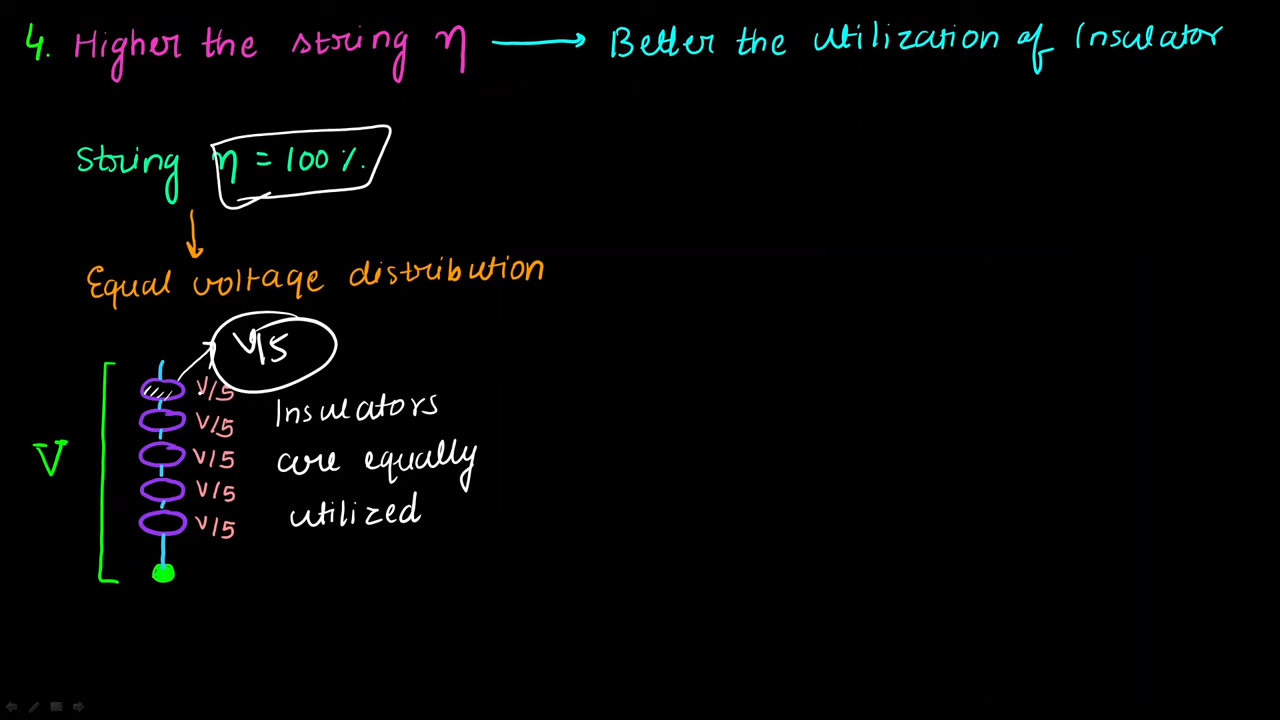 4. Higher the string η → Better the utilization of Insulator
String η = 100 %.
Equal voltage distribution
V/5
V/5
V/5
V/5
V/5
V/5
V
Insulators
are equally
utilized